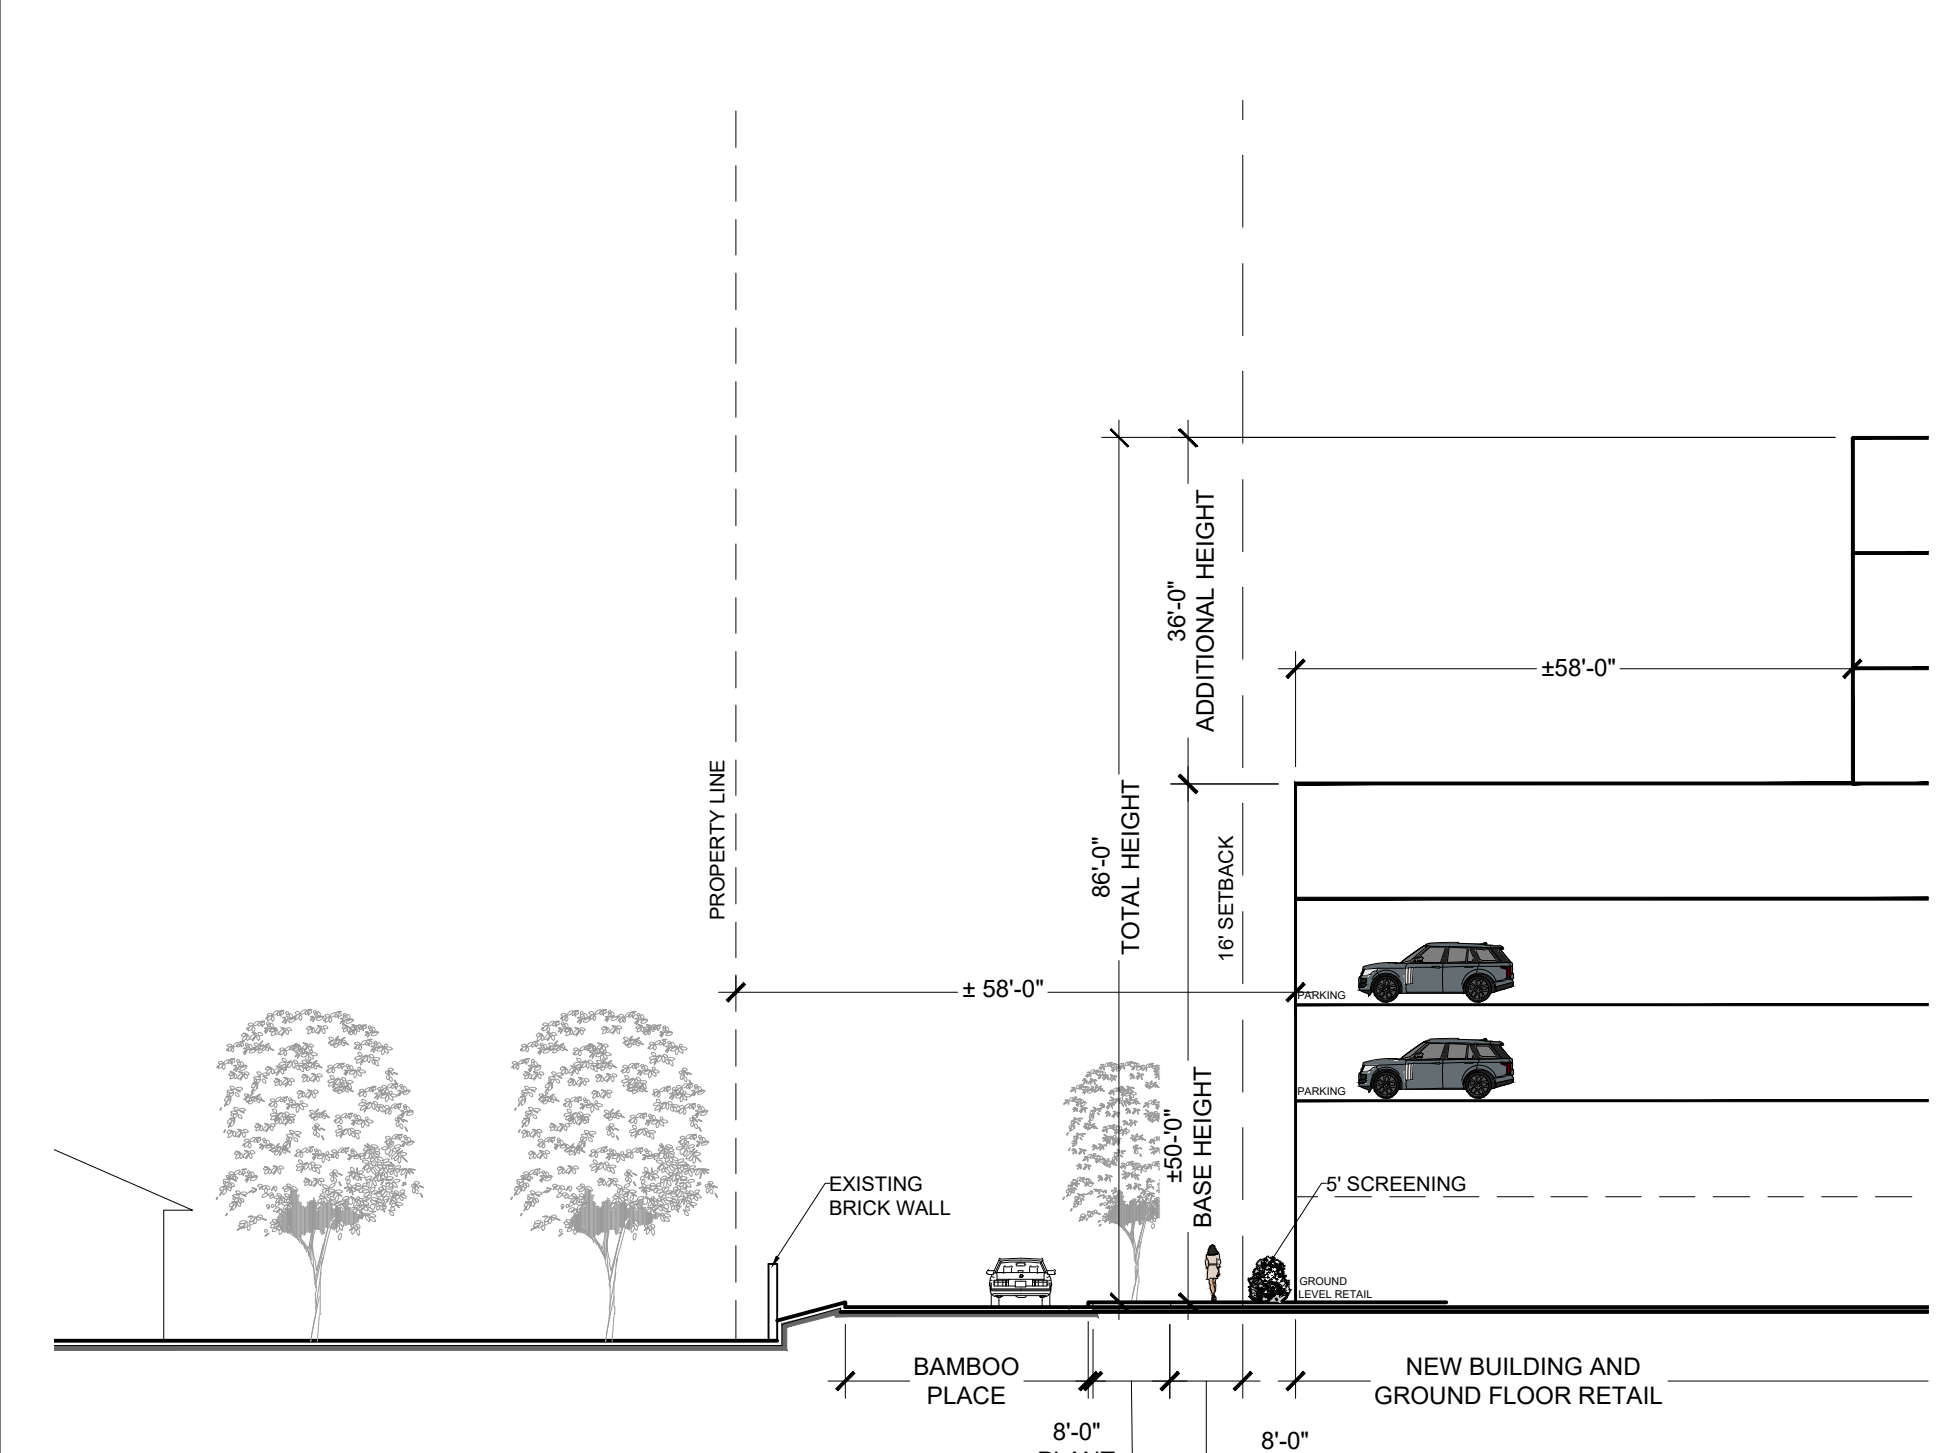 36'-0"
ADDITIONAL HEIGHT
±58'-0"
PROPERTY LINE
86'-0"
TOTAL HEIGHT
16' SETBACK
± 58'-0"
PARKING
PARKING
±50-'0"
BASE HEIGHT
EXISTING
BRICK WALL
5' SCREENING
GROUND
LEVEL RETAIL
BAMBOO
PLACE
NEW BUILDING AND
GROUND FLOOR RETAIL
8'-0"
8'-0"